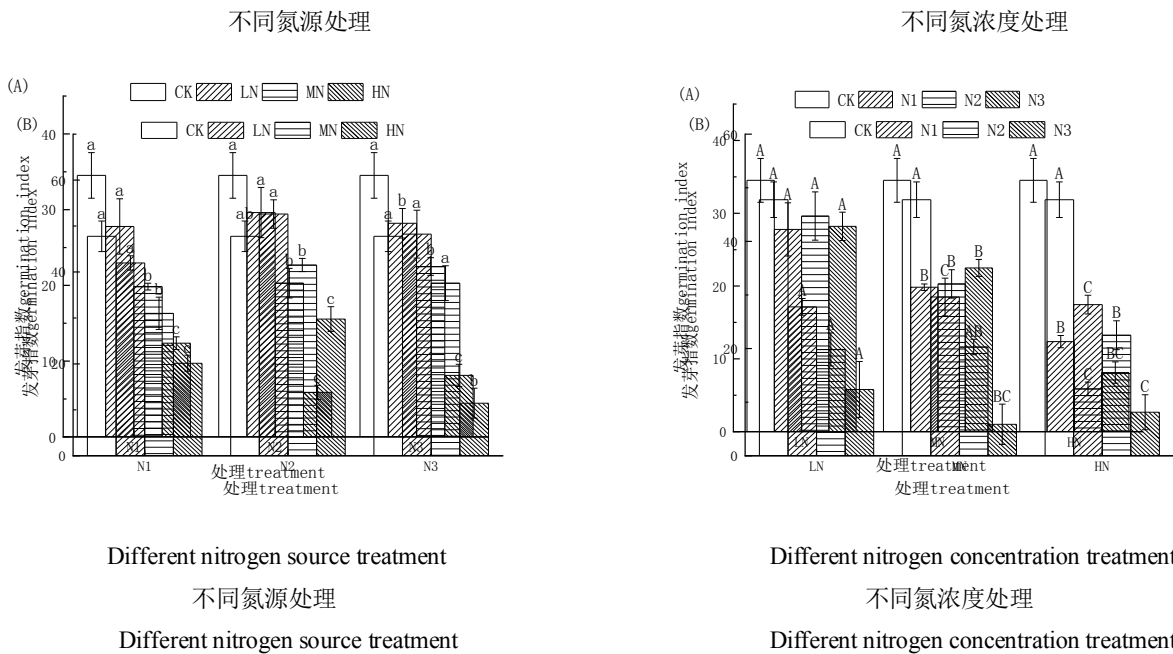 不同氮源处理
不同氮浓度处理
(A)
CK LN MN HN
(B)
CK LN MN HN
(A)
CK N1 N2 N3
(B)
CK N1 N2 N3
40
60
30
40
20
20
10
0
0
发芽指数germination index
发芽指数germination index
a a a a a b b c
a a a b b c
a a b a b a c b
N1 N2 N3
N1 N2 N3
处理treatment
处理treatment
60
40
30
40
20
20
10
0
0
发芽指数germination index
发芽指数germination index
A A A A A A A A
A A B C B B AB BC
A A B C C B BC C
LN MN HN
LN MN HN
处理treatment
处理treatment
Different nitrogen source treatment
Different nitrogen concentration treatment
不同氮源处理
不同氮浓度处理
Different nitrogen source treatment
Different nitrogen concentration treatment